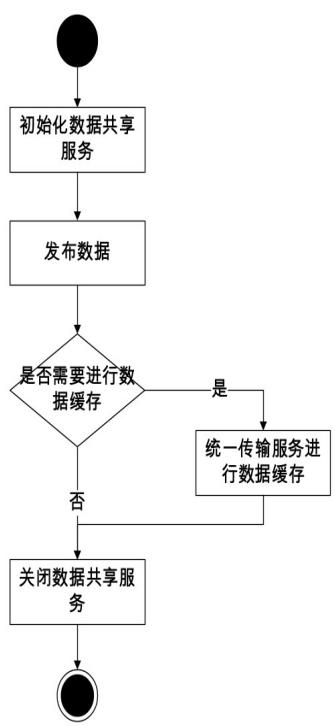 初始化数据共享
服务
发布数据
是否需要进行数
据缓存
是
统一传输服务进
行数据缓存
否
关闭数据共享服
务